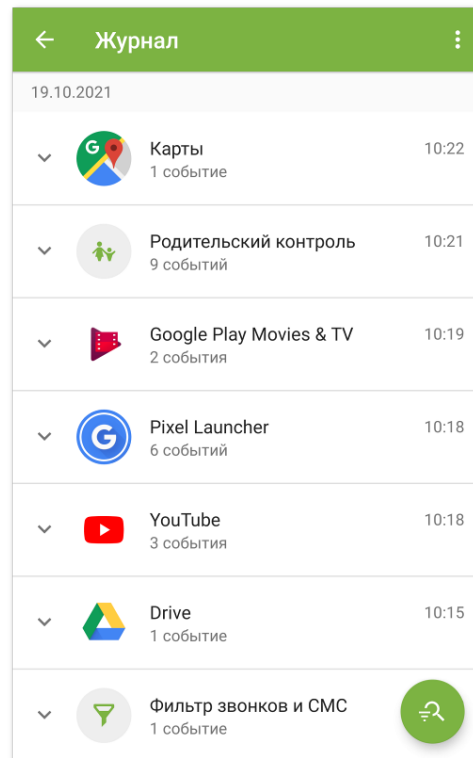 Журнал
19.10.2021
Карты 10:22
1 событие
Родительский контроль 10:21
9 событий
Google Play Movies & TV 10:19
2 события
Pixel Launcher 10:18
6 событий
YouTube 10:18
3 события
Drive 10:15
1 событие
Фильтр звонков и СМС
1 событие